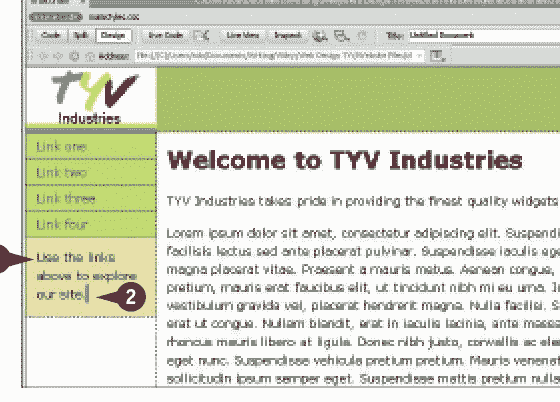 mainstyles.css
Code Split Design Live Code Live View Inspect Title: Untitled Document
Address:
TYV
Industries
Link one
Link two
Link three
Link four
Use the links
above to explore
our site.
2
Welcome to TYV Industries
TYV Industries takes pride in providing the finest quality widgets
Lorem ipsum dolor sit amet, consectetur adipiscing elit. Suspendi
facilisis lectus sed ante placerat pulvinar. Suspendisse iaculis ege
magna placerat vitae. Praesent a mauris metus. Aenean congue,
pretium, mauris erat faucibus elit, ut tincidunt nibh mi eu urna. In
vestibulum gravida vel, placerat hendrerit magna. Nulla facilisi. S
erat ut congue. Nullam blandit, erat in iaculis lacinia, ante massa
rhoncus mauris libero at ligula. Donec nibh justo, convallis ac
eget nunc. Suspendisse vehicula pretium pretium. Mauris venenat
sollicitudin ipsum semper eget. Suspendisse mattis pretium nulla